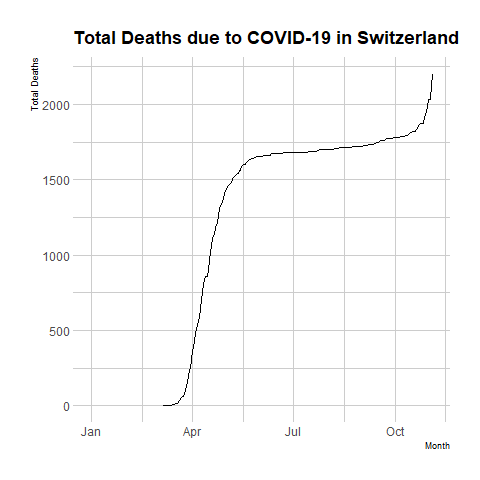 Total Deaths due to COVID-19 in Switzerland
Total Deaths
2000
1500
1000
500
0
Jan Apr Jul Oct
Month